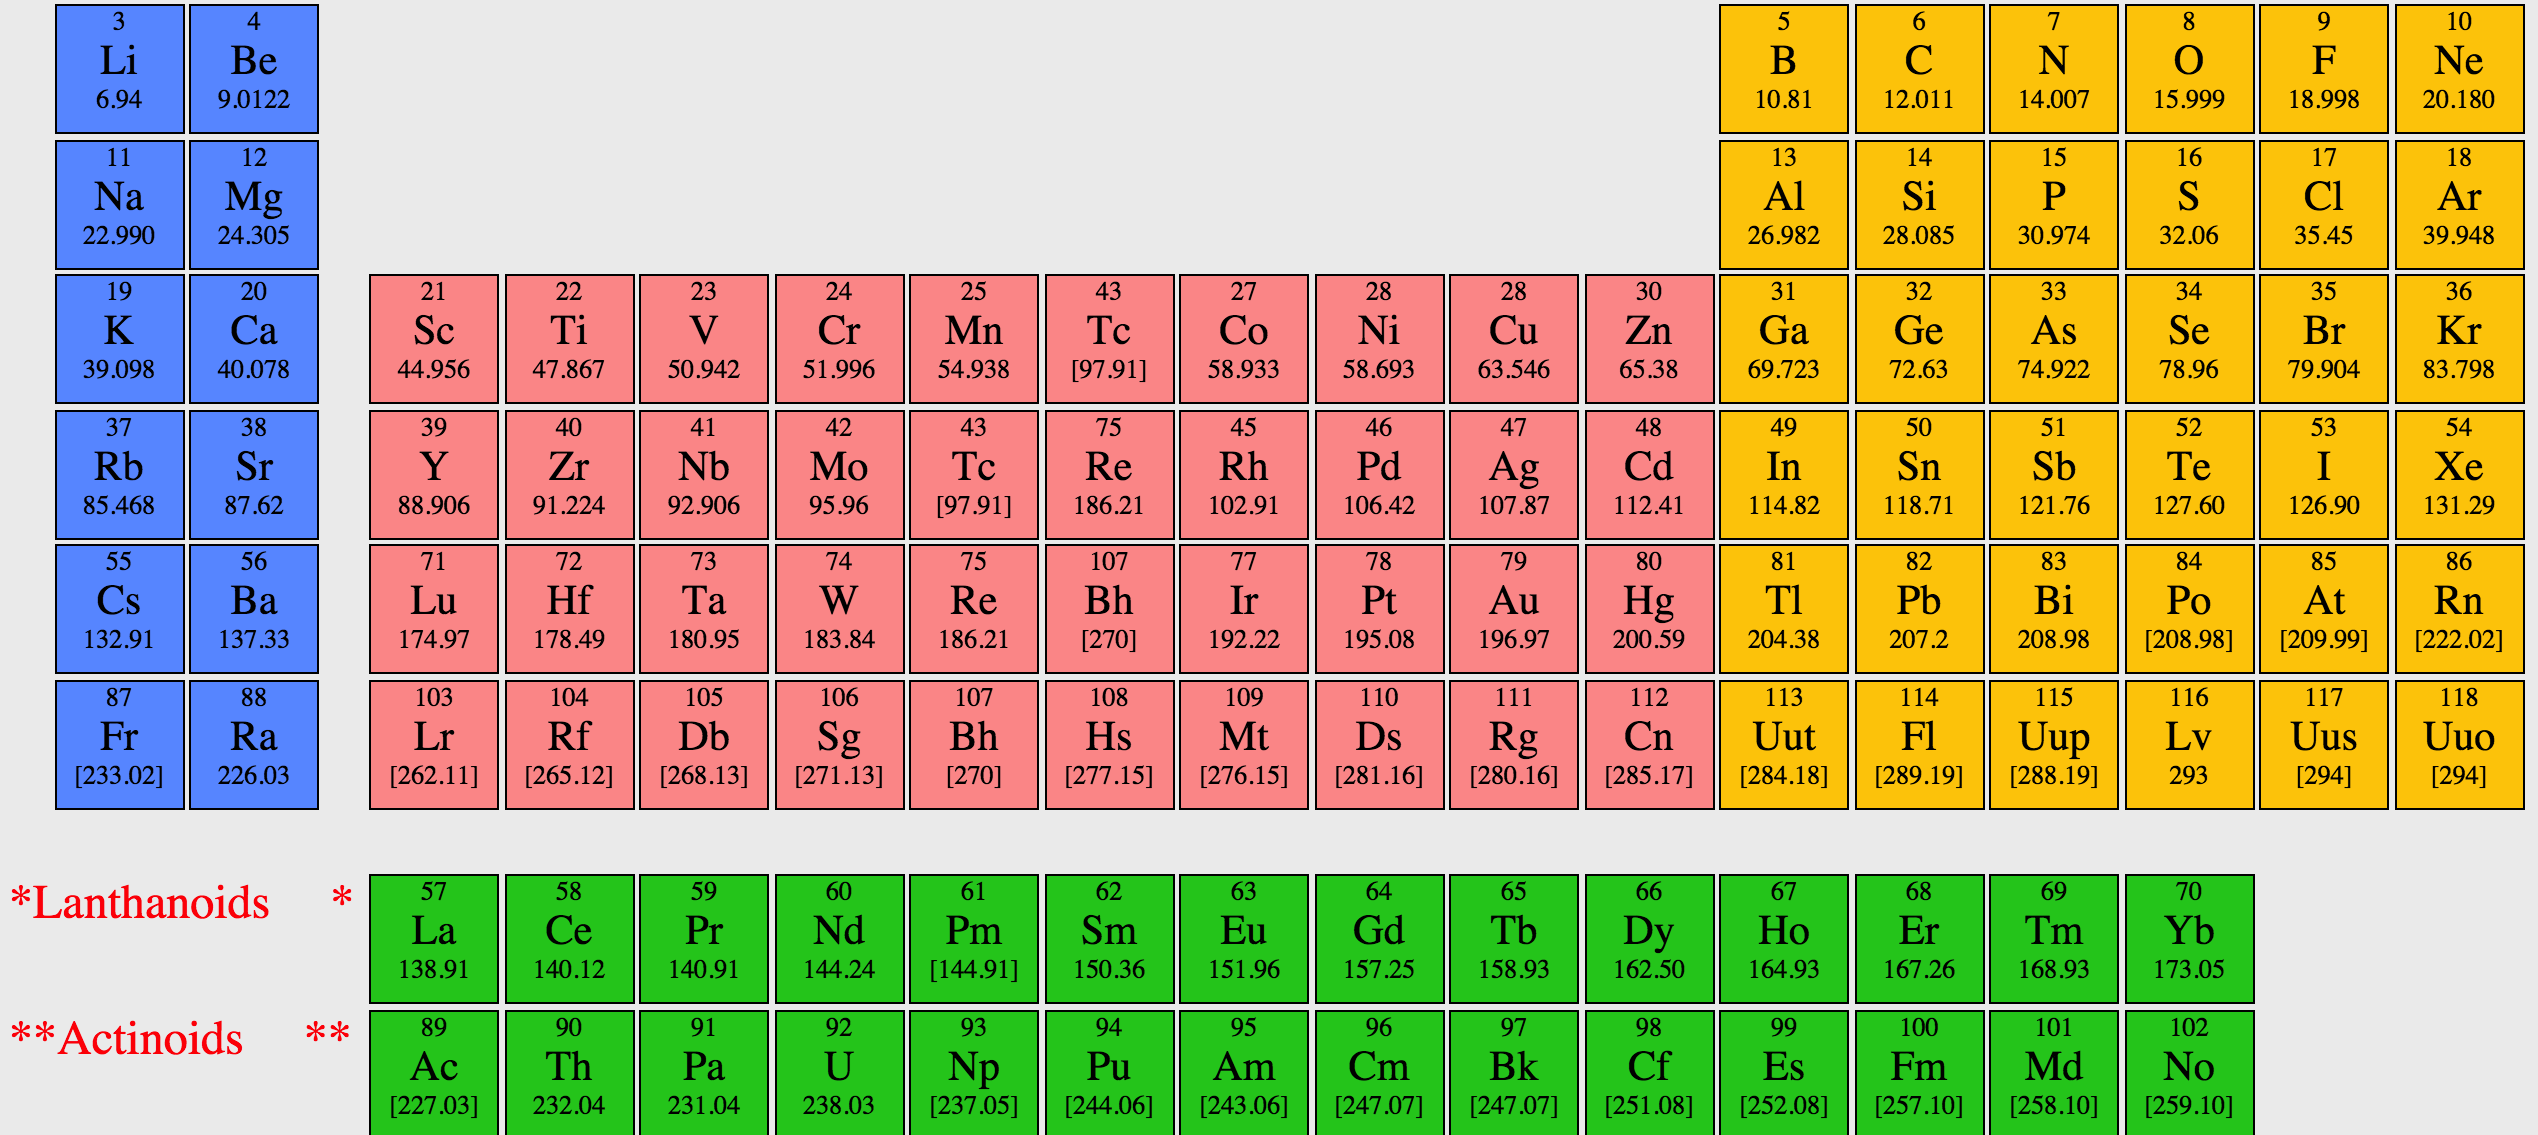 3 4 5 6 7 8 9 10
Li Be B C N O F Ne
6.94 9.0122 10.81 12.011 14.007 15.999 18.998 20.180
11 12 13 14 15 16 17 18
Na Mg Al Si P S Cl Ar
22.990 24.305 26.982 28.085 30.974 32.06 35.45 39.948
19 20 21 22 23 24 25 43 27 28 28 30 31 32 33 34 35 36
K Ca Sc Ti V Cr Mn Tc Co Ni Cu Zn Ga Ge As Se Br Kr
39.098 40.078 44.956 47.867 50.942 51.996 54.938 [97.91] 58.933 58.693 63.546 65.38 69.723 72.63 74.922 78.96 79.904 83.798
37 38 39 40 41 42 43 75 45 46 47 48 49 50 51 52 53 54
Rb Sr Y Zr Nb Mo Tc Re Rh Pd Ag Cd In Sn Sb Te I Xe
85.468 87.62 88.906 91.224 92.906 95.96 [97.91] 186.21 102.91 106.42 107.87 112.41 114.82 118.71 121.76 127.60 126.90 131.29
55 56 71 72 73 74 75 107 77 78 79 80 81 82 83 84 85 86
Cs Ba Lu Hf Ta W Re Bh Ir Pt Au Hg Tl Pb Bi Po At Rn
132.91 137.33 174.97 178.49 180.95 183.84 186.21 [270] 192.22 195.08 196.97 200.59 204.38 207.2 208.98 [208.98] [209.99] [222.02]
87 88 103 104 105 106 107 108 109 110 111 112 113 114 115 116 117 118
Fr Ra Lr Rf Db Sg Bh Hs Mt Ds Rg Cn Uut Fl Uup Lv Uus Uuo
[233.02] 226.03 [262.11] [265.12] [268.13] [271.13] [270] [277.15] [276.15] [281.16] [280.16] [285.17] [284.18] [289.19] [288.19] 293 [294] [294]
57 58 59 60 61 62 63 64 65 66 67 68 69 70
*Lanthanoids * La Ce Pr Nd Pm Sm Eu Gd Tb Dy Ho Er Tm Yb
138.91 140.12 140.91 144.24 [144.91] 150.36 151.96 157.25 158.93 162.50 164.93 167.26 168.93 173.05
89 90 91 92 93 94 95 96 97 98 99 100 101 102
**Actinoids ** Ac Th Pa U Np Pu Am Cm Bk Cf Es Fm Md No
[227.03] 232.04 231.04 238.03 [237.05] [244.06] [243.06] [247.07] [247.07] [251.08] [252.08] [257.10] [258.10] [259.10]